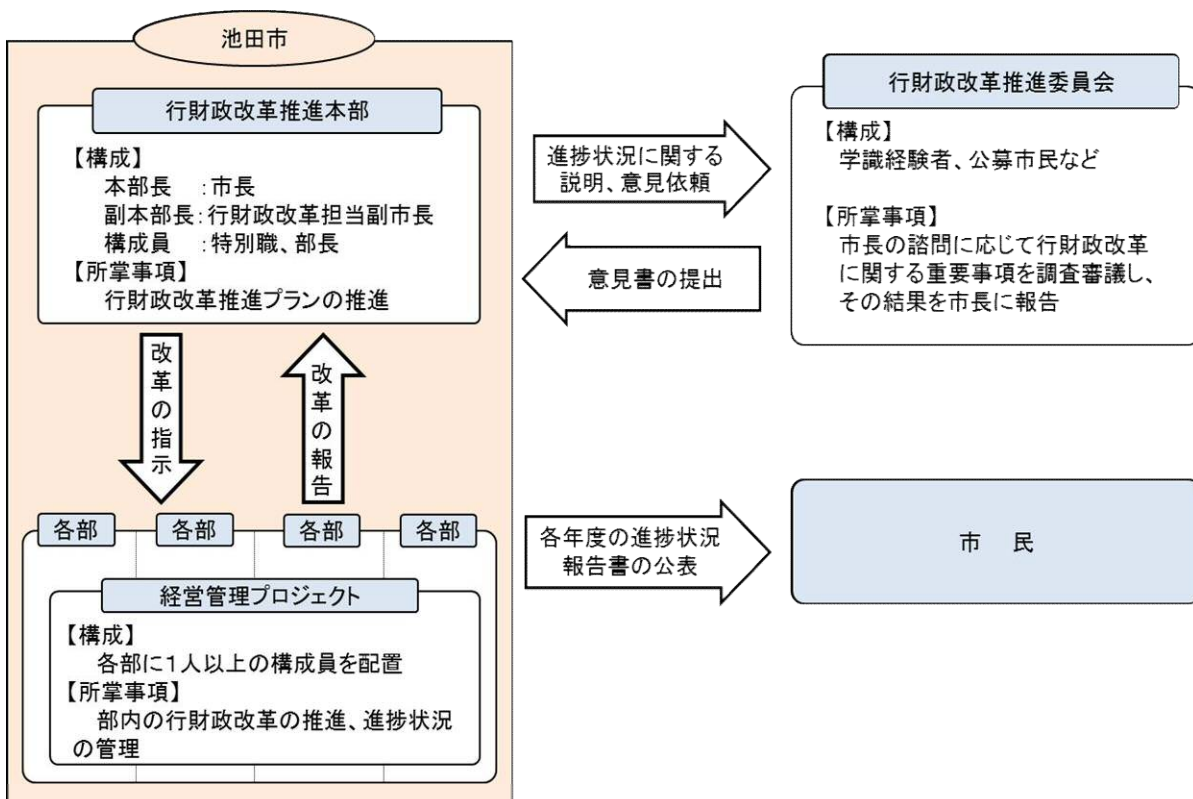 池田市
行財政改革推進本部
【構成】
本部長 :市長
副本部長:行財政改革担当副市長
構成員 :特別職、部長
【所掌事項】
行財政改革推進プランの推進
進捗状況に関する
説明、意見依頼
意見書の提出
行財政改革推進委員会
【構成】
学識経験者、公募市民など
【所掌事項】
市長の諮問に応じて行財政改革
に関する重要事項を調査審議し、
その結果を市長に報告
改革の指示
改革の報告
各部
各部
各部
各部
経営管理プロジェクト
【構成】
各部に1人以上の構成員を配置
【所掌事項】
部内の行財政改革の推進、進捗状況
の管理
各年度の進捗状況
報告書の公表
市 民